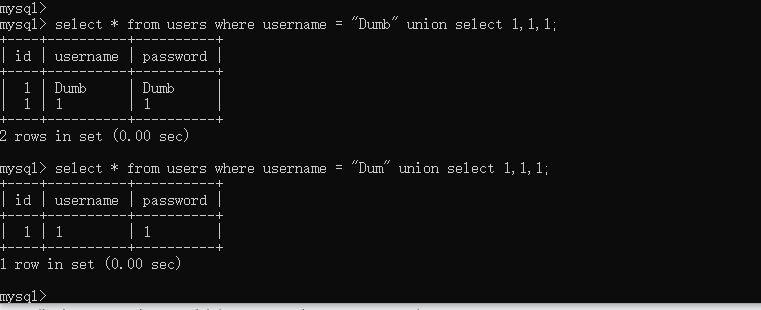 mysql>
mysql> select * from users where username = "Dumb" union select 1,1,1;
+----+----------+----------+
| id | username | password |
+----+----------+----------+
|  1 | Dumb     | Dumb     |
|  1 | 1        | 1        |
+----+----------+----------+
2 rows in set (0.00 sec)
mysql> select * from users where username = "Dum" union select 1,1,1;
+----+----------+----------+
| id | username | password |
+----+----------+----------+
|  1 | 1        | 1        |
+----+----------+----------+
1 row in set (0.00 sec)
mysql>